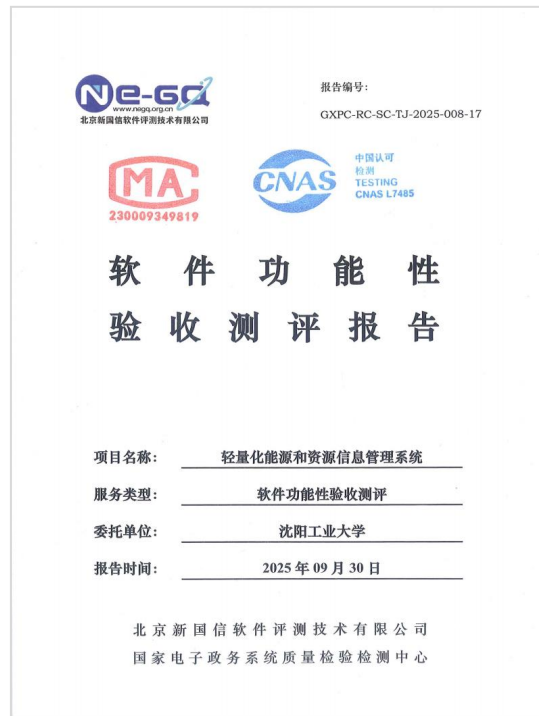 Ne-GQ
www.negq.org.cn
北京新国信软件评测技术有限公司
报告编号:
GXPC-RC-SC-TJ-2025-008-17
MA
230009349819
CNAS
中国认可
检测
TESTING
CNAS L7485
软件功能性
验收测评报告
项目名称: 轻量化能源和资源信息管理系统
服务类型: 软件功能性验收测评
委托单位: 沈阳工业大学
报告时间: 2025年09月30日
北京新国信软件评测技术有限公司
国家电子政务系统质量检验检测中心